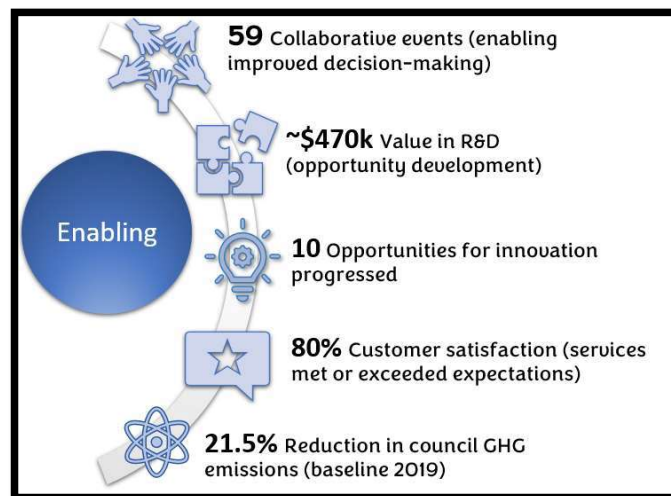 59 Collaborative events (enabling
improved decision-making)
~$470k Value in R&D
(opportunity development)
Enabling
10 Opportunities for innovation
progressed
80% Customer satisfaction (services
met or exceeded expectations)
21.5% Reduction in council GHG
emissions (baseline 2019)